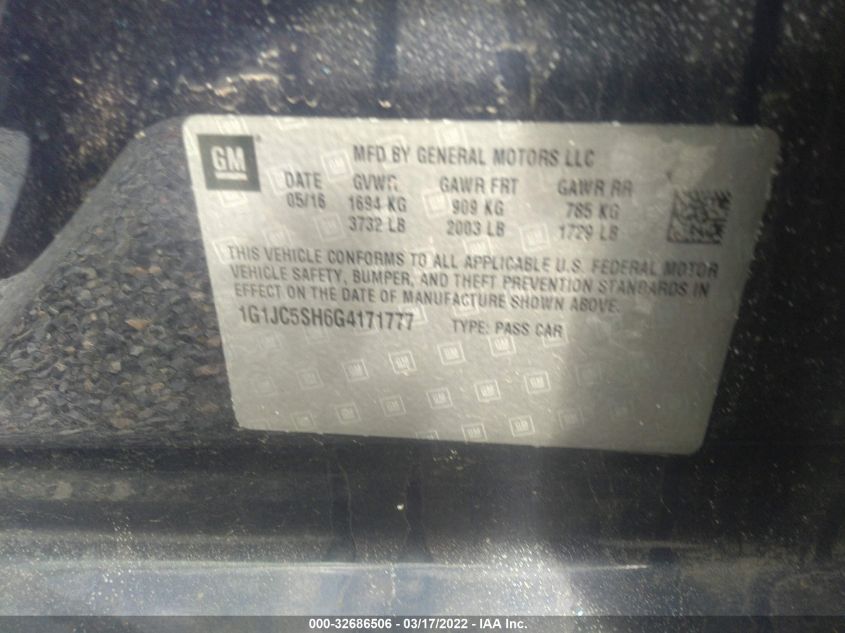 GM
MFD BY GENERAL MOTORS LLC
DATE GVWR GAWR FRT GAWR RR
05/16 1694 KG 909 KG 785 KG
3732 LB 2003 LB 1729 LB
THIS VEHICLE CONFORMS TO ALL APPLICABLE U.S. FEDERAL MOTOR
VEHICLE SAFETY, BUMPER, AND THEFT PREVENTION STANDARDS IN
EFFECT ON THE DATE OF MANUFACTURE SHOWN ABOVE.
1G1JC5SH6G4171777 TYPE: PASS CAR
000-32686506 - 03/17/2022 - IAA Inc.